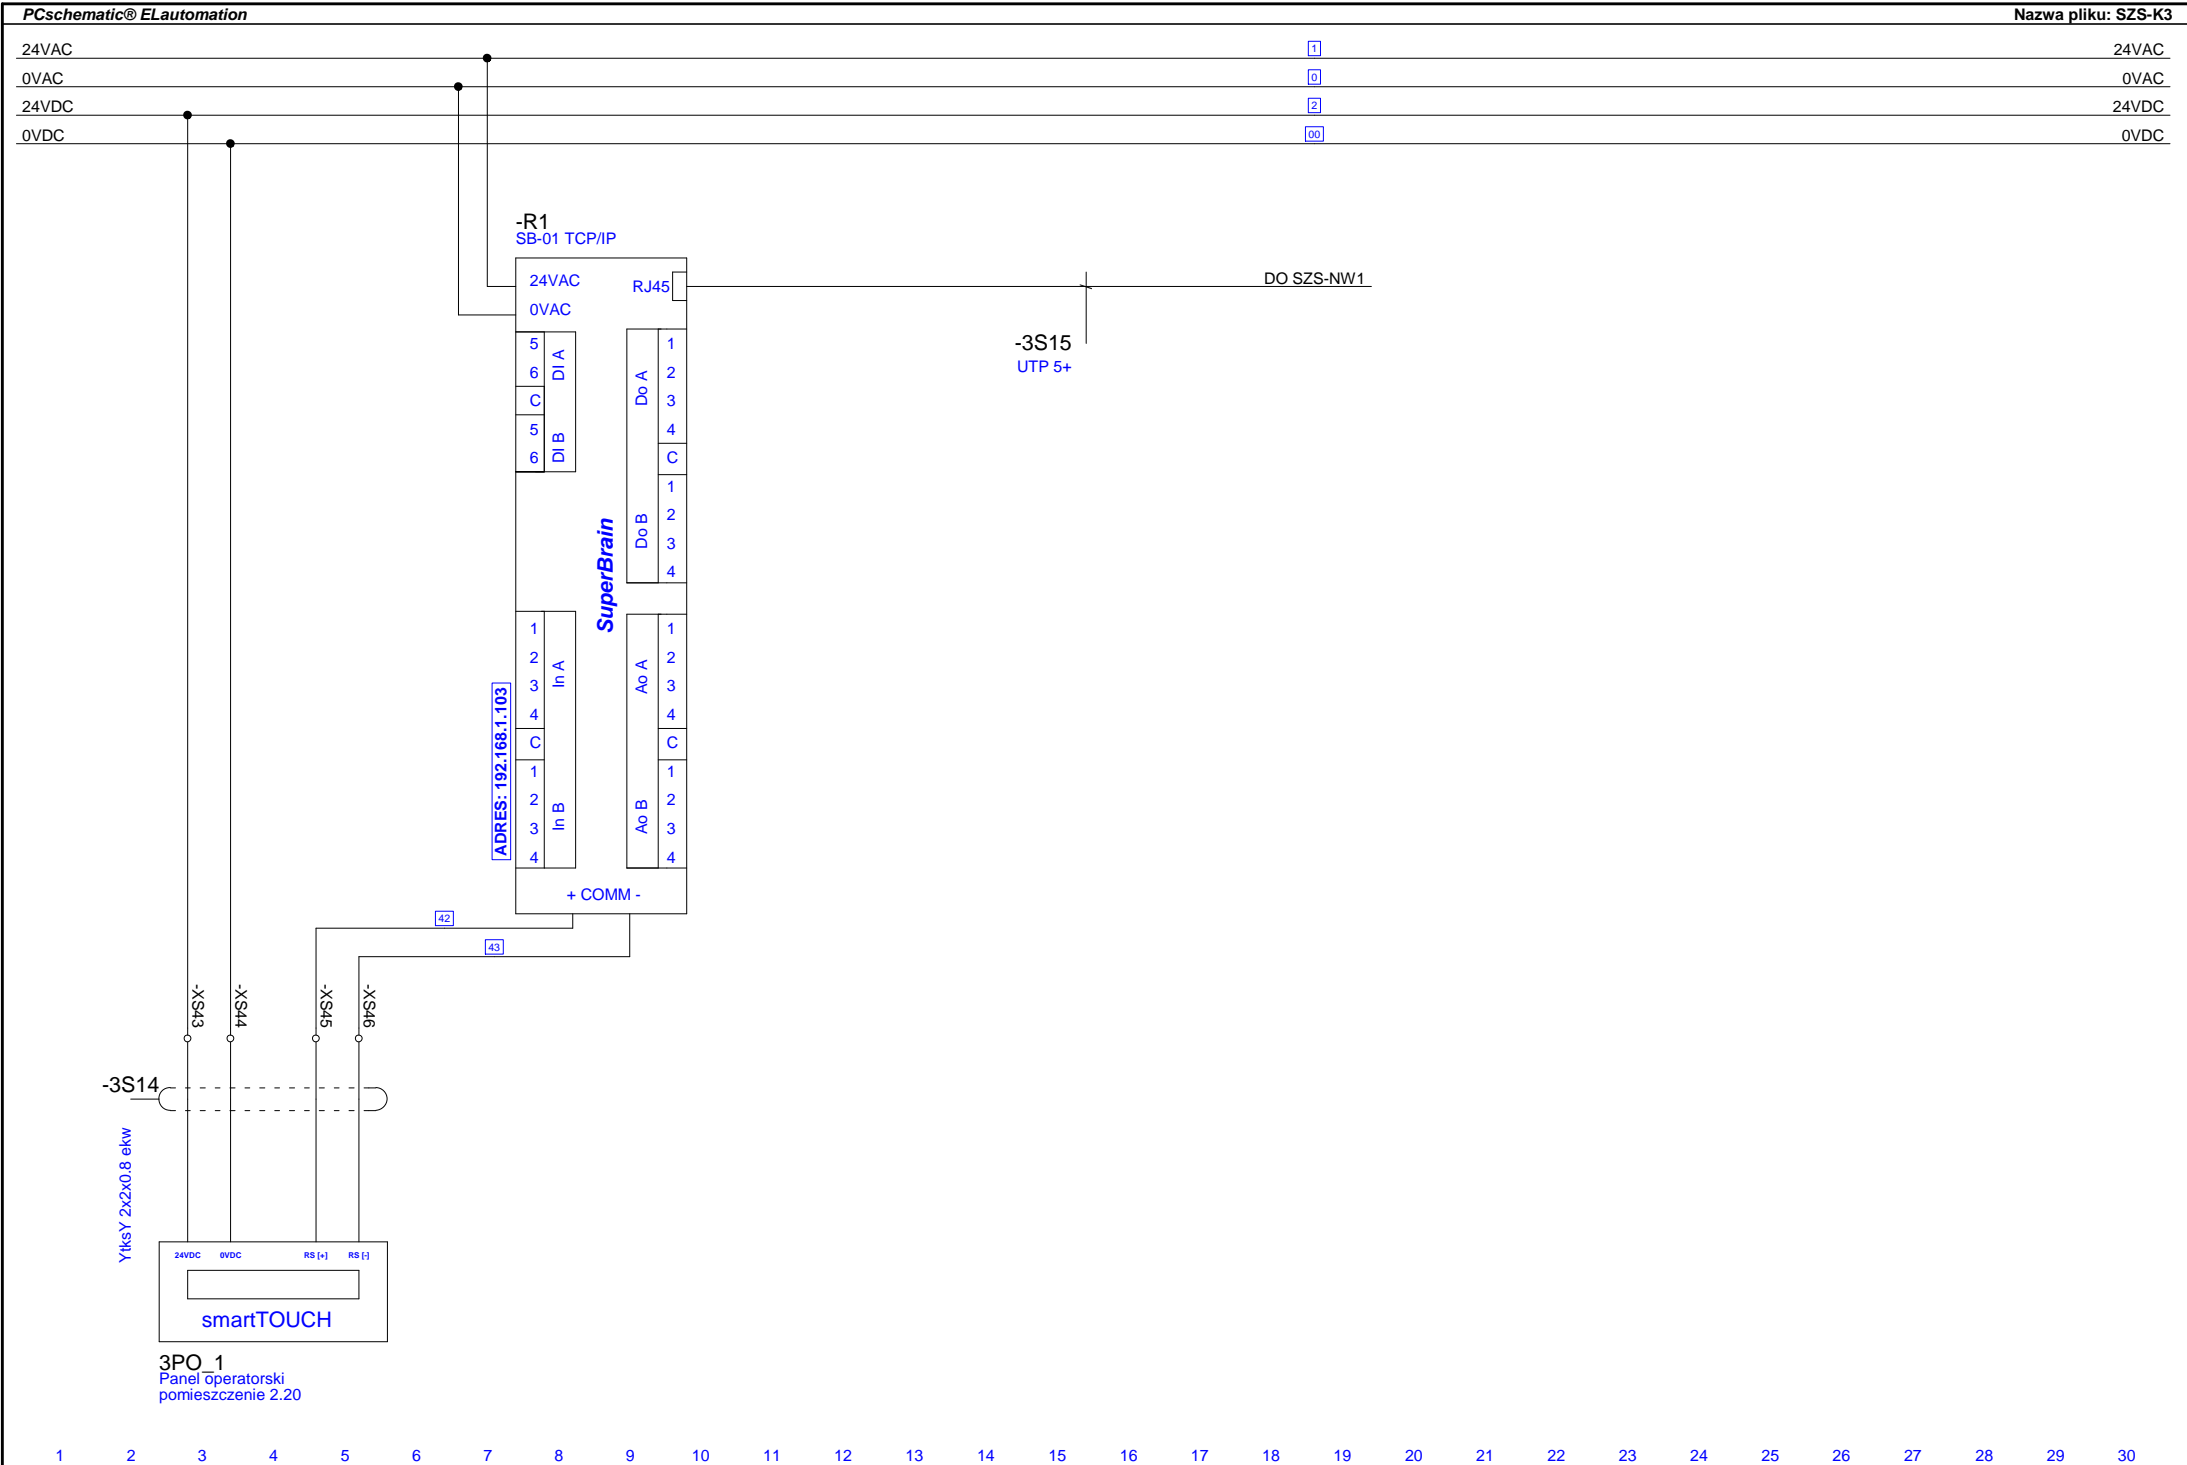 PCschematic® ELautomation
Nazwa pliku: SZS-K3
24VAC 1 24VAC
0VAC 0 0VAC
24VDC 2 24VDC
0VDC 00 0VDC
-R1
SB-01 TCP/IP
24VAC
0VAC
RJ45
DO SZS-NW1
-3S15
UTP 5+
5
6
C
5
6
DI A
DI B
Do A
Do B
1
2
3
4
C
1
2
3
4
SuperBrain
ADRES: 192.168.1.103
1
2
3
4
C
1
2
3
4
In A
In B
Ao A
Ao B
1
2
3
4
C
1
2
3
4
+ COMM -
42
43
-XS43
-XS44
-XS45
-XS46
-3S14
YtksY 2x2x0.8 ekw
24VDC 0VDC RS [+] RS [-]
smartTOUCH
3PO_1
Panel operatorski
pomieszczenie 2.20
1 2 3 4 5 6 7 8 9 10 11 12 13 14 15 16 17 18 19 20 21 22 23 24 25 26 27 28 29 30